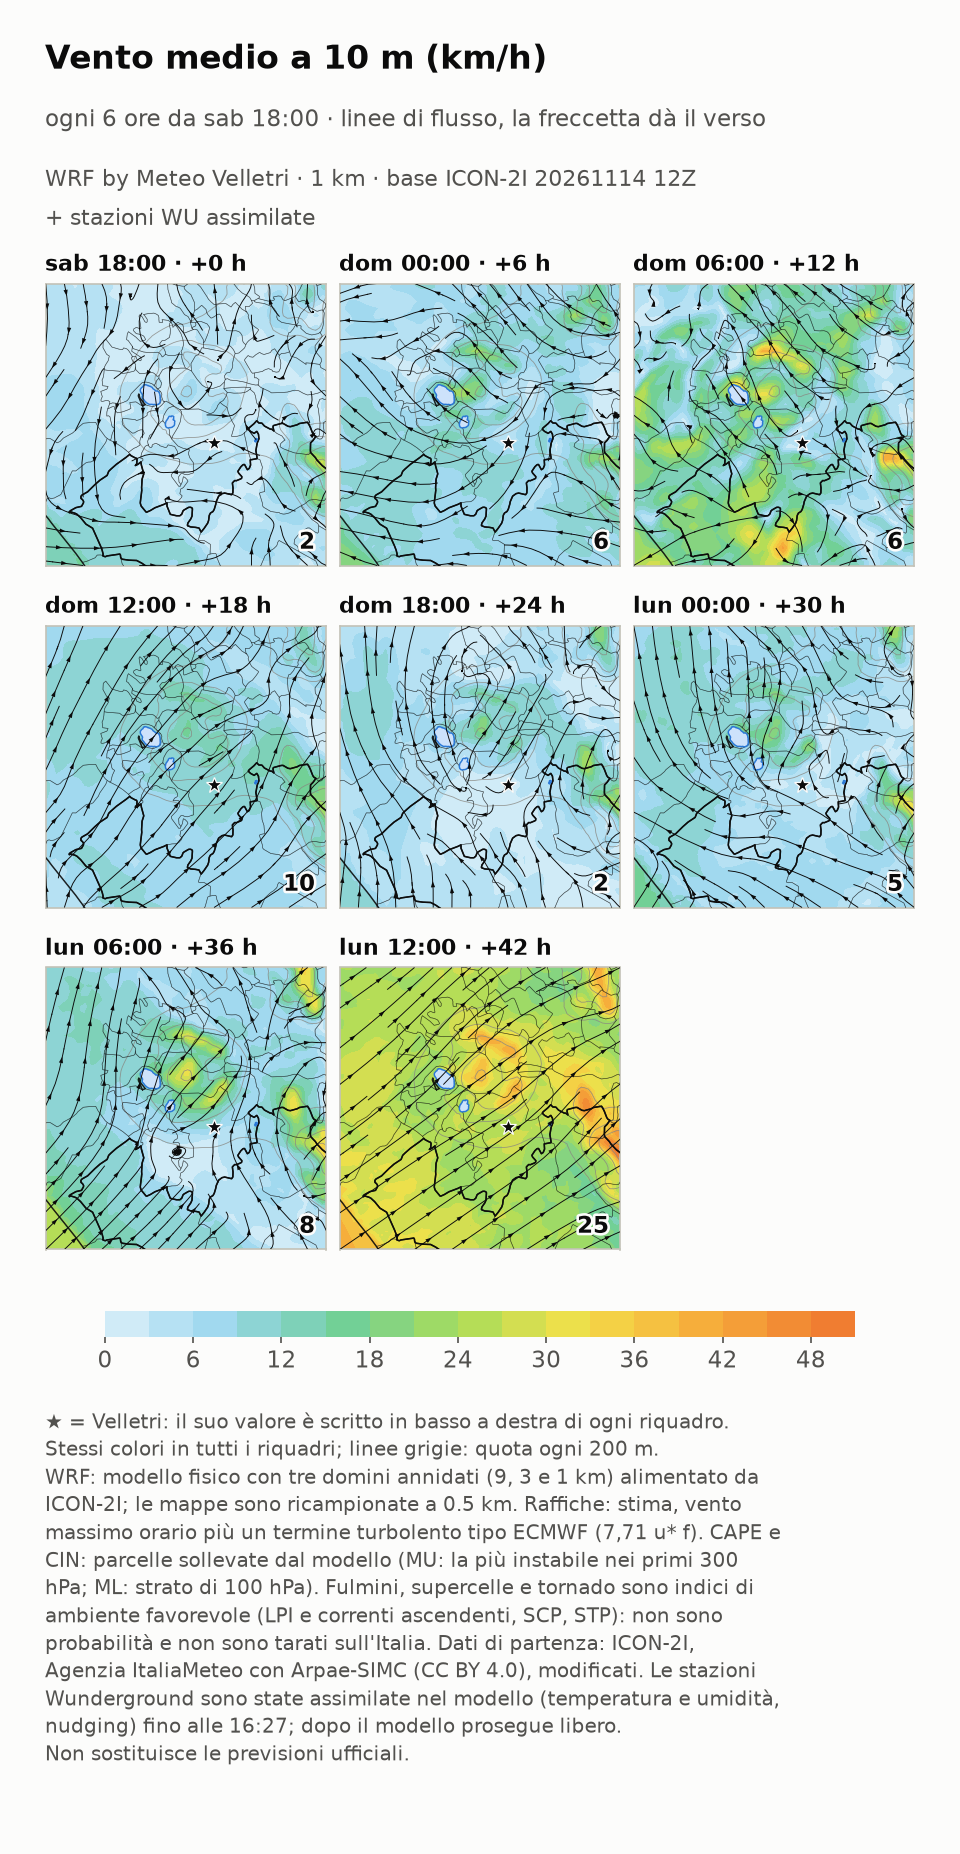 Vento medio a 10 m (km/h)
ogni 6 ore da sab 18:00 · linee di flusso, la freccetta dà il verso
WRF by Meteo Velletri · 1 km · base ICON-2I 20261114 12Z
+ stazioni WU assimilate
sab 18:00 · +0 h
dom 00:00 · +6 h
dom 06:00 · +12 h
2
6
6
dom 12:00 · +18 h
dom 18:00 · +24 h
lun 00:00 · +30 h
10
2
5
lun 06:00 · +36 h
lun 12:00 · +42 h
8
25
0 6 12 18 24 30 36 42 48
★ = Velletri: il suo valore è scritto in basso a destra di ogni riquadro.
Stessi colori in tutti i riquadri; linee grigie: quota ogni 200 m.
WRF: modello fisico con tre domini annidati (9, 3 e 1 km) alimentato da
ICON-2I; le mappe sono ricampionate a 0.5 km. Raffiche: stima, vento
massimo orario più un termine turbolento tipo ECMWF (7,71 u* f). CAPE e
CIN: parcelle sollevate dal modello (MU: la più instabile nei primi 300
hPa; ML: strato di 100 hPa). Fulmini, supercelle e tornado sono indici di
ambiente favorevole (LPI e correnti ascendenti, SCP, STP): non sono
probabilità e non sono tarati sull'Italia. Dati di partenza: ICON-2I,
Agenzia ItaliaMeteo con Arpae-SIMC (CC BY 4.0), modificati. Le stazioni
Wunderground sono state assimilate nel modello (temperatura e umidità,
nudging) fino alle 16:27; dopo il modello prosegue libero.
Non sostituisce le previsioni ufficiali.